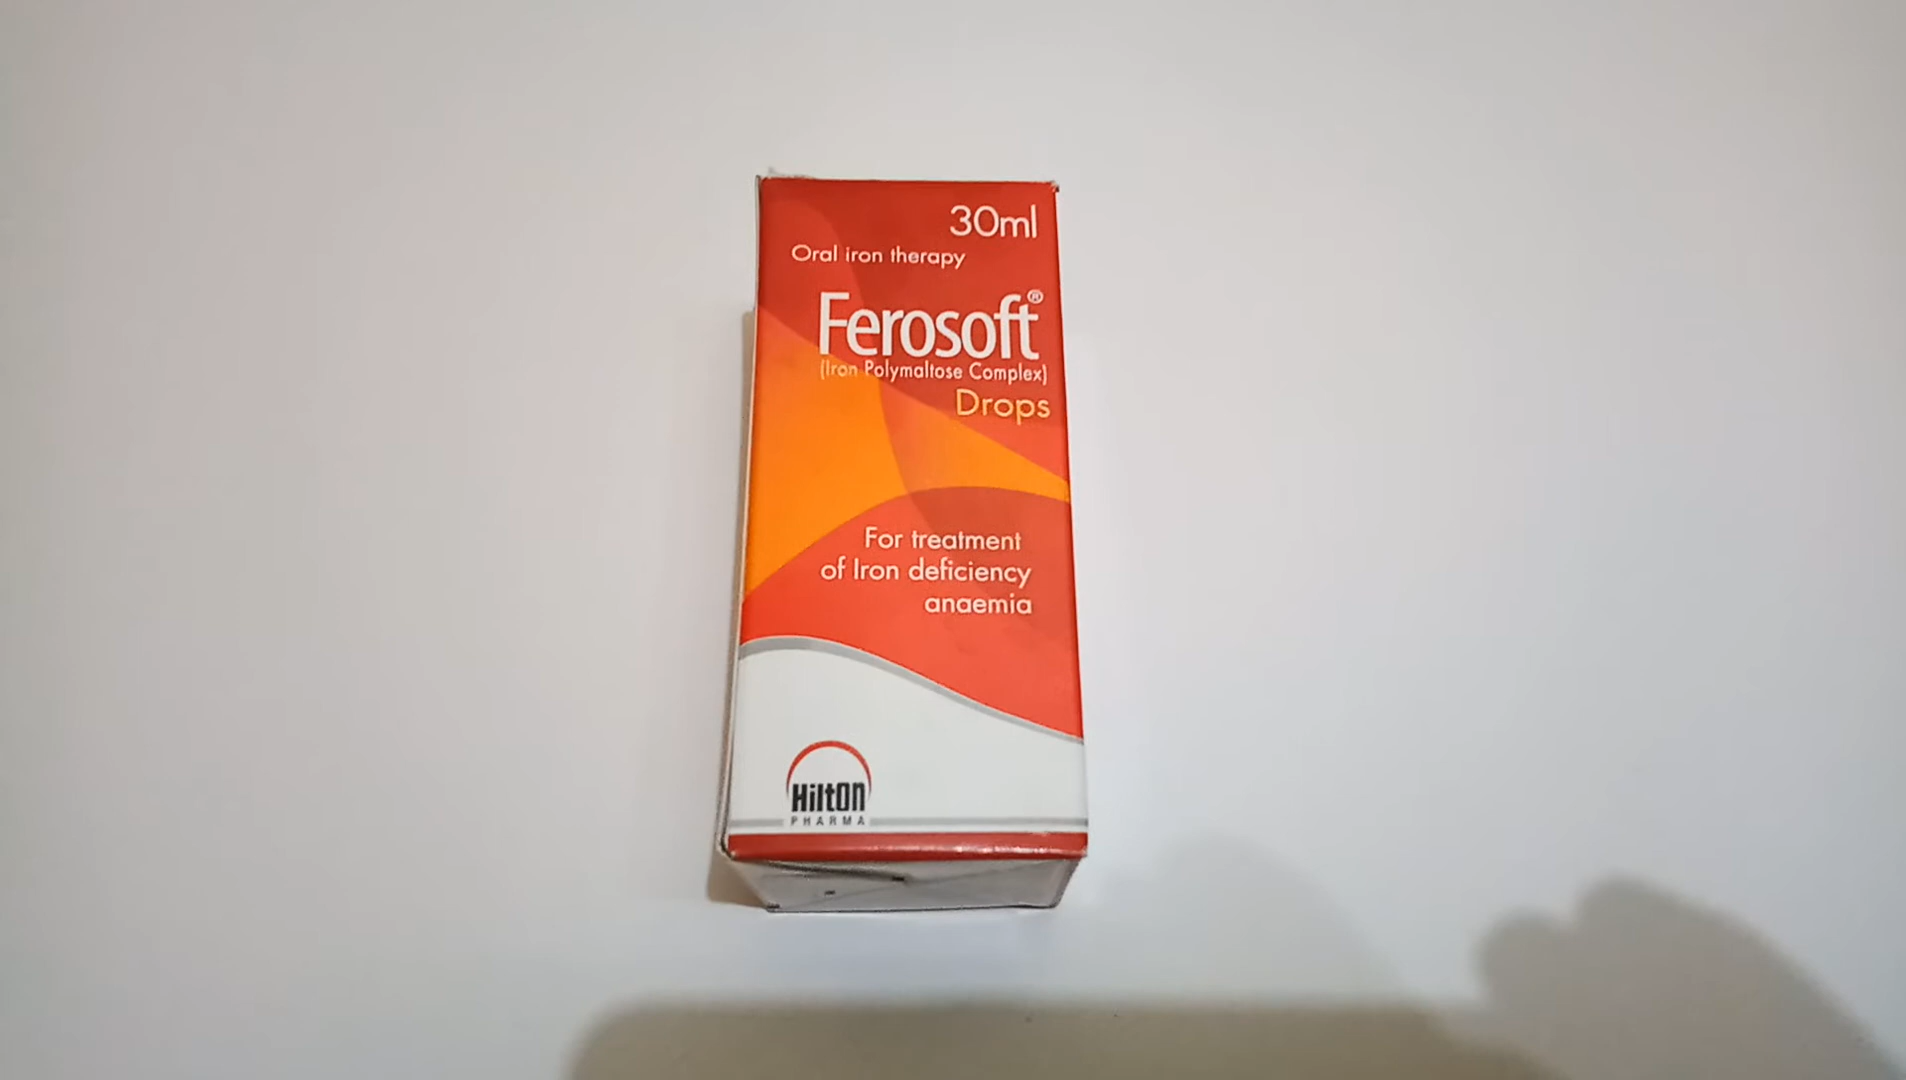 30ml
Oral iron therapy
Ferosoft®
(Iron Polymaltose Complex)
Drops
For treatment
of Iron deficiency
anaemia
HiltOn
PHARMA